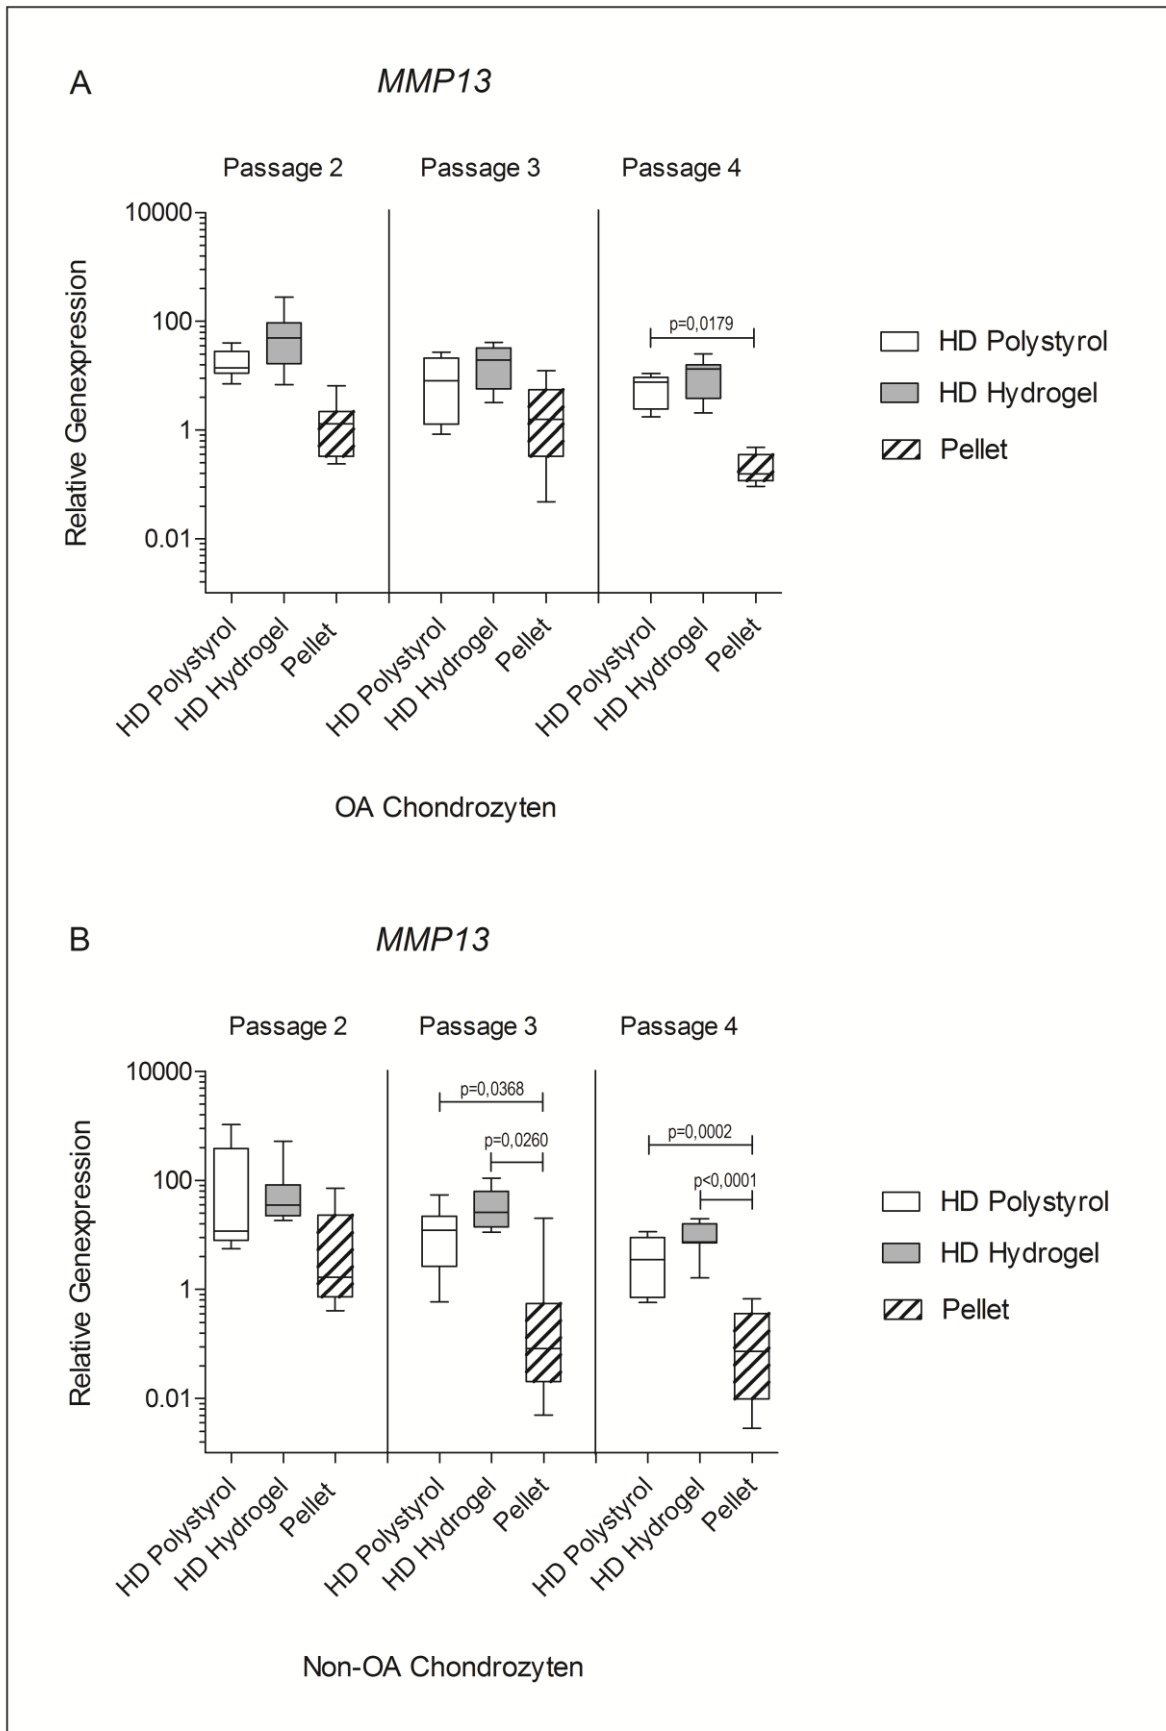 A
MMP13
Passage 2
Passage 3
Passage 4
Relative Genexpression
10000
100
1
0.01
p=0,0179
HD Polystyrol
HD Hydrogel
Pellet
HD Polystyrol
HD Hydrogel
Pellet
HD Polystyrol
HD Hydrogel
Pellet
HD Polystyrol
HD Hydrogel
Pellet
OA Chondrozyten
B
MMP13
Passage 2
Passage 3
Passage 4
Relative Genexpression
10000
100
1
0.01
p=0,0368
p=0,0260
p=0,0002
p<0,0001
HD Polystyrol
HD Hydrogel
Pellet
HD Polystyrol
HD Hydrogel
Pellet
HD Polystyrol
HD Hydrogel
Pellet
HD Polystyrol
HD Hydrogel
Pellet
Non-OA Chondrozyten